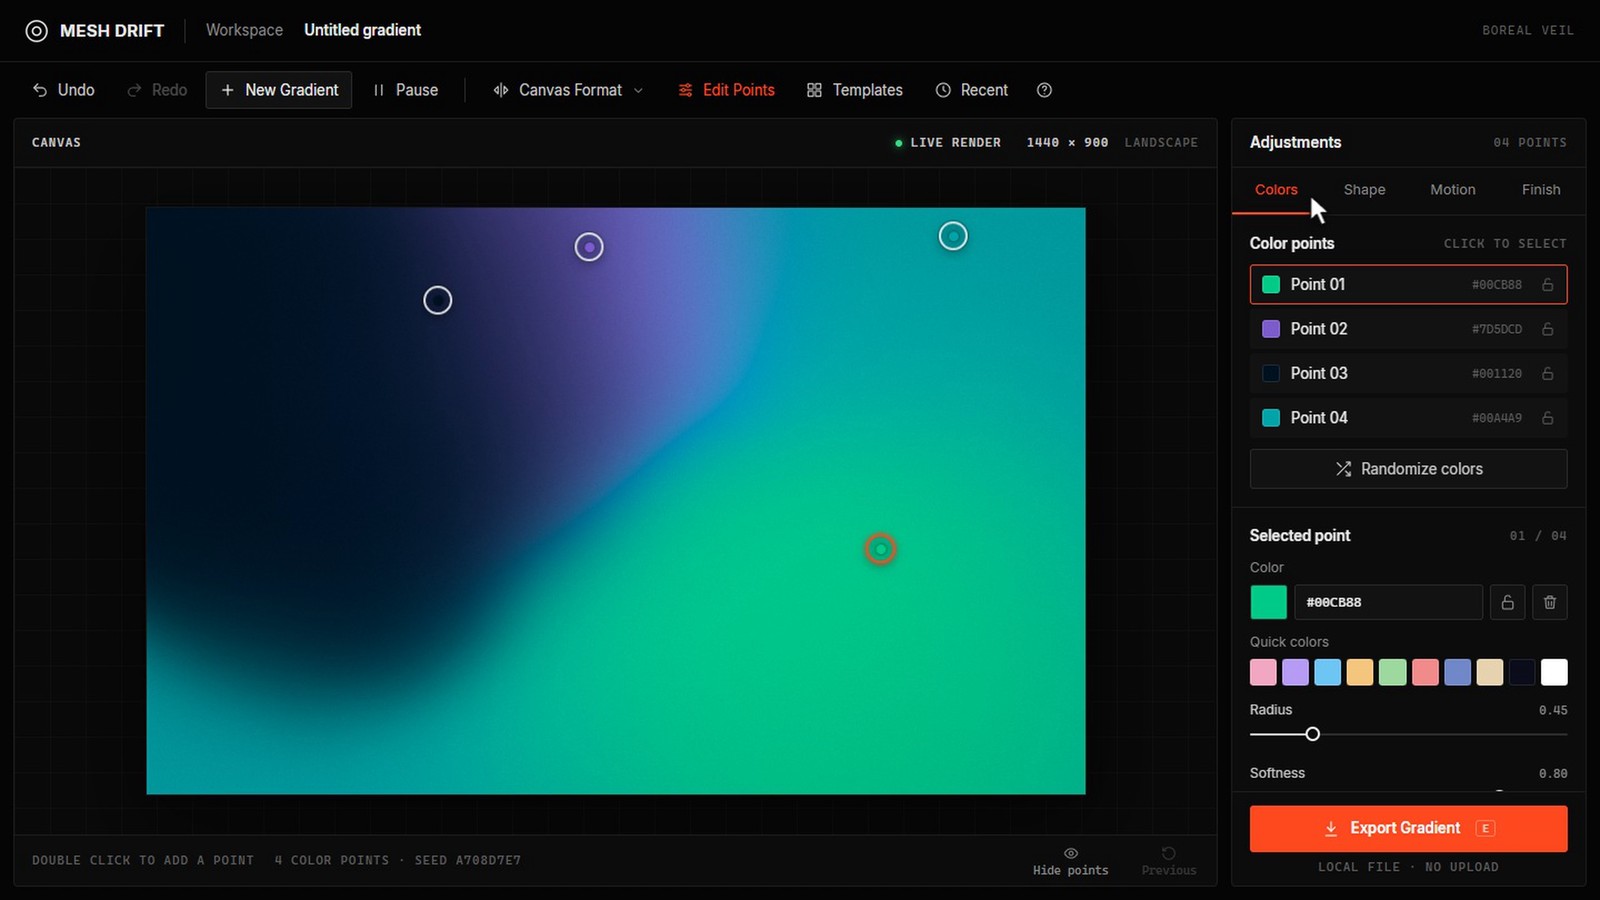 MESH DRIFT Workspace Untitled gradient BOREAL VEIL
Undo Redo New Gradient Pause Canvas Format Edit Points Templates Recent
CANVAS LIVE RENDER 1440 × 900 LANDSCAPE
Adjustments 04 POINTS
Colors Shape Motion Finish
Color points CLICK TO SELECT
Point 01 #00CB88
Point 02 #7D5DCD
Point 03 #001120
Point 04 #00A4A9
Randomize colors
Selected point 01 / 04
Color
#00CB88
Quick colors
Radius 0.45
Softness 0.80
Export Gradient E
LOCAL FILE · NO UPLOAD
DOUBLE CLICK TO ADD A POINT 4 COLOR POINTS · SEED A708D7E7
Hide points Previous